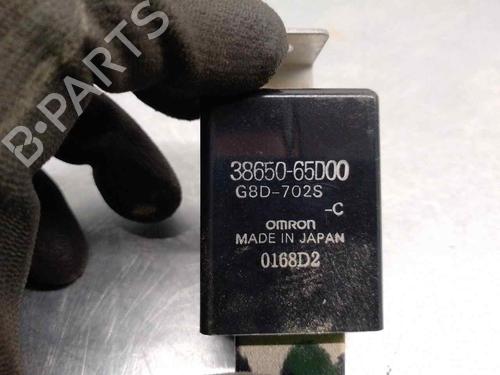 B-PARTS
38650-65D00
G8D-702S
-C
OMRON
MADE IN JAPAN
0168D2